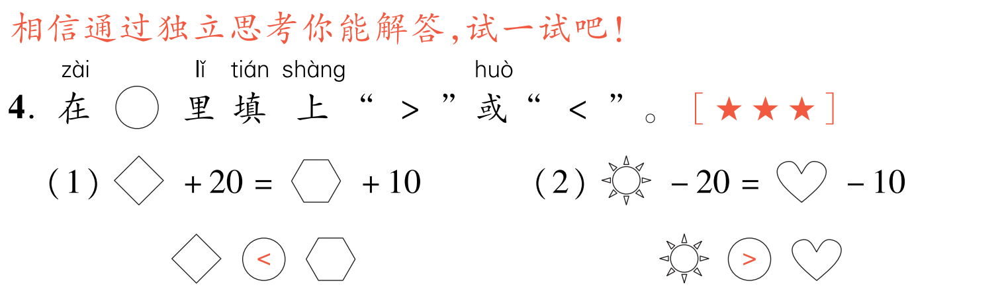 相信通过独立思考你能解答,试一试吧!
zài lǐ tián shàng huò
4. 在 ○ 里 填 上 “ > ” 或 “ < ” 。 [ ★ ★ ★ ]
(1) ◇ + 20 = ⬡ + 10 (2) ☼ - 20 = ♡ - 10
◇ < ⬡ ☼ > ♡